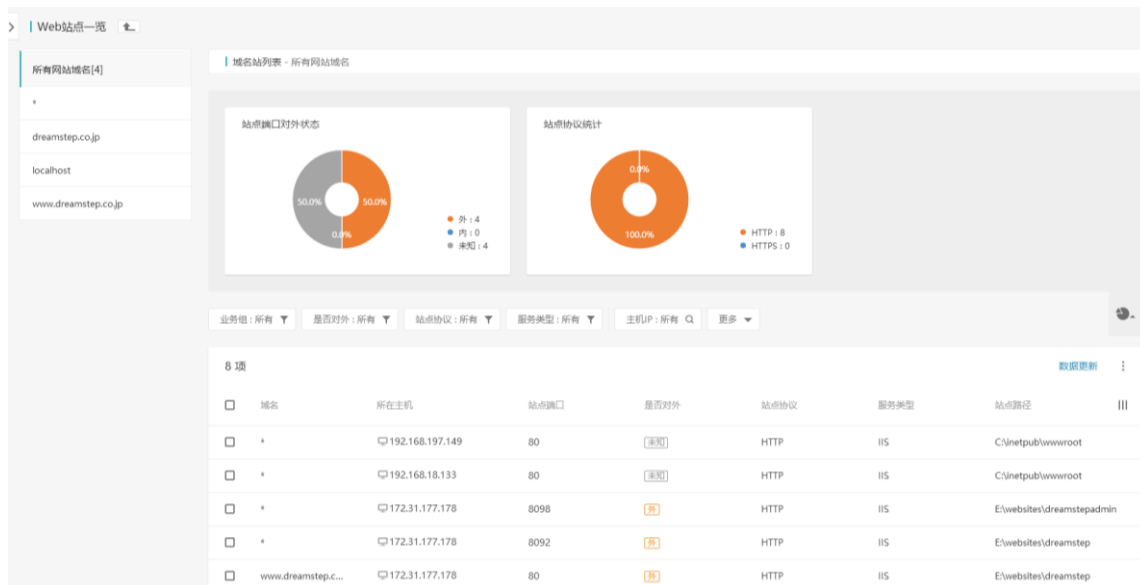 Web站点一览
所有网站域名[4]
*
dreamstep.co.jp
localhost
www.dreamstep.co.jp
域名站列表 - 所有网站域名
站点端口对外状态
50.0%
50.0%
0.0%
外 : 4
内 : 0
未知 : 4
站点协议统计
0.0%
100.0%
HTTP : 8
HTTPS : 0
业务组 : 所有 是否对外 : 所有 站点协议 : 所有 服务类型 : 所有 主机IP : 所有 更多
8 项 数据更新
域名 所在主机 站点端口 是否对外 站点协议 服务类型 站点路径
* 192.168.197.149 80 未知 HTTP IIS C:\inetpub\wwwroot
* 192.168.18.133 80 未知 HTTP IIS C:\inetpub\wwwroot
* 172.31.177.178 8098 外 HTTP IIS E:\websites\dreamstepadmin
* 172.31.177.178 8092 外 HTTP IIS E:\websites\dreamstep
www.dreamstep.c... 172.31.177.178 80 外 HTTP IIS E:\websites\dreamstep